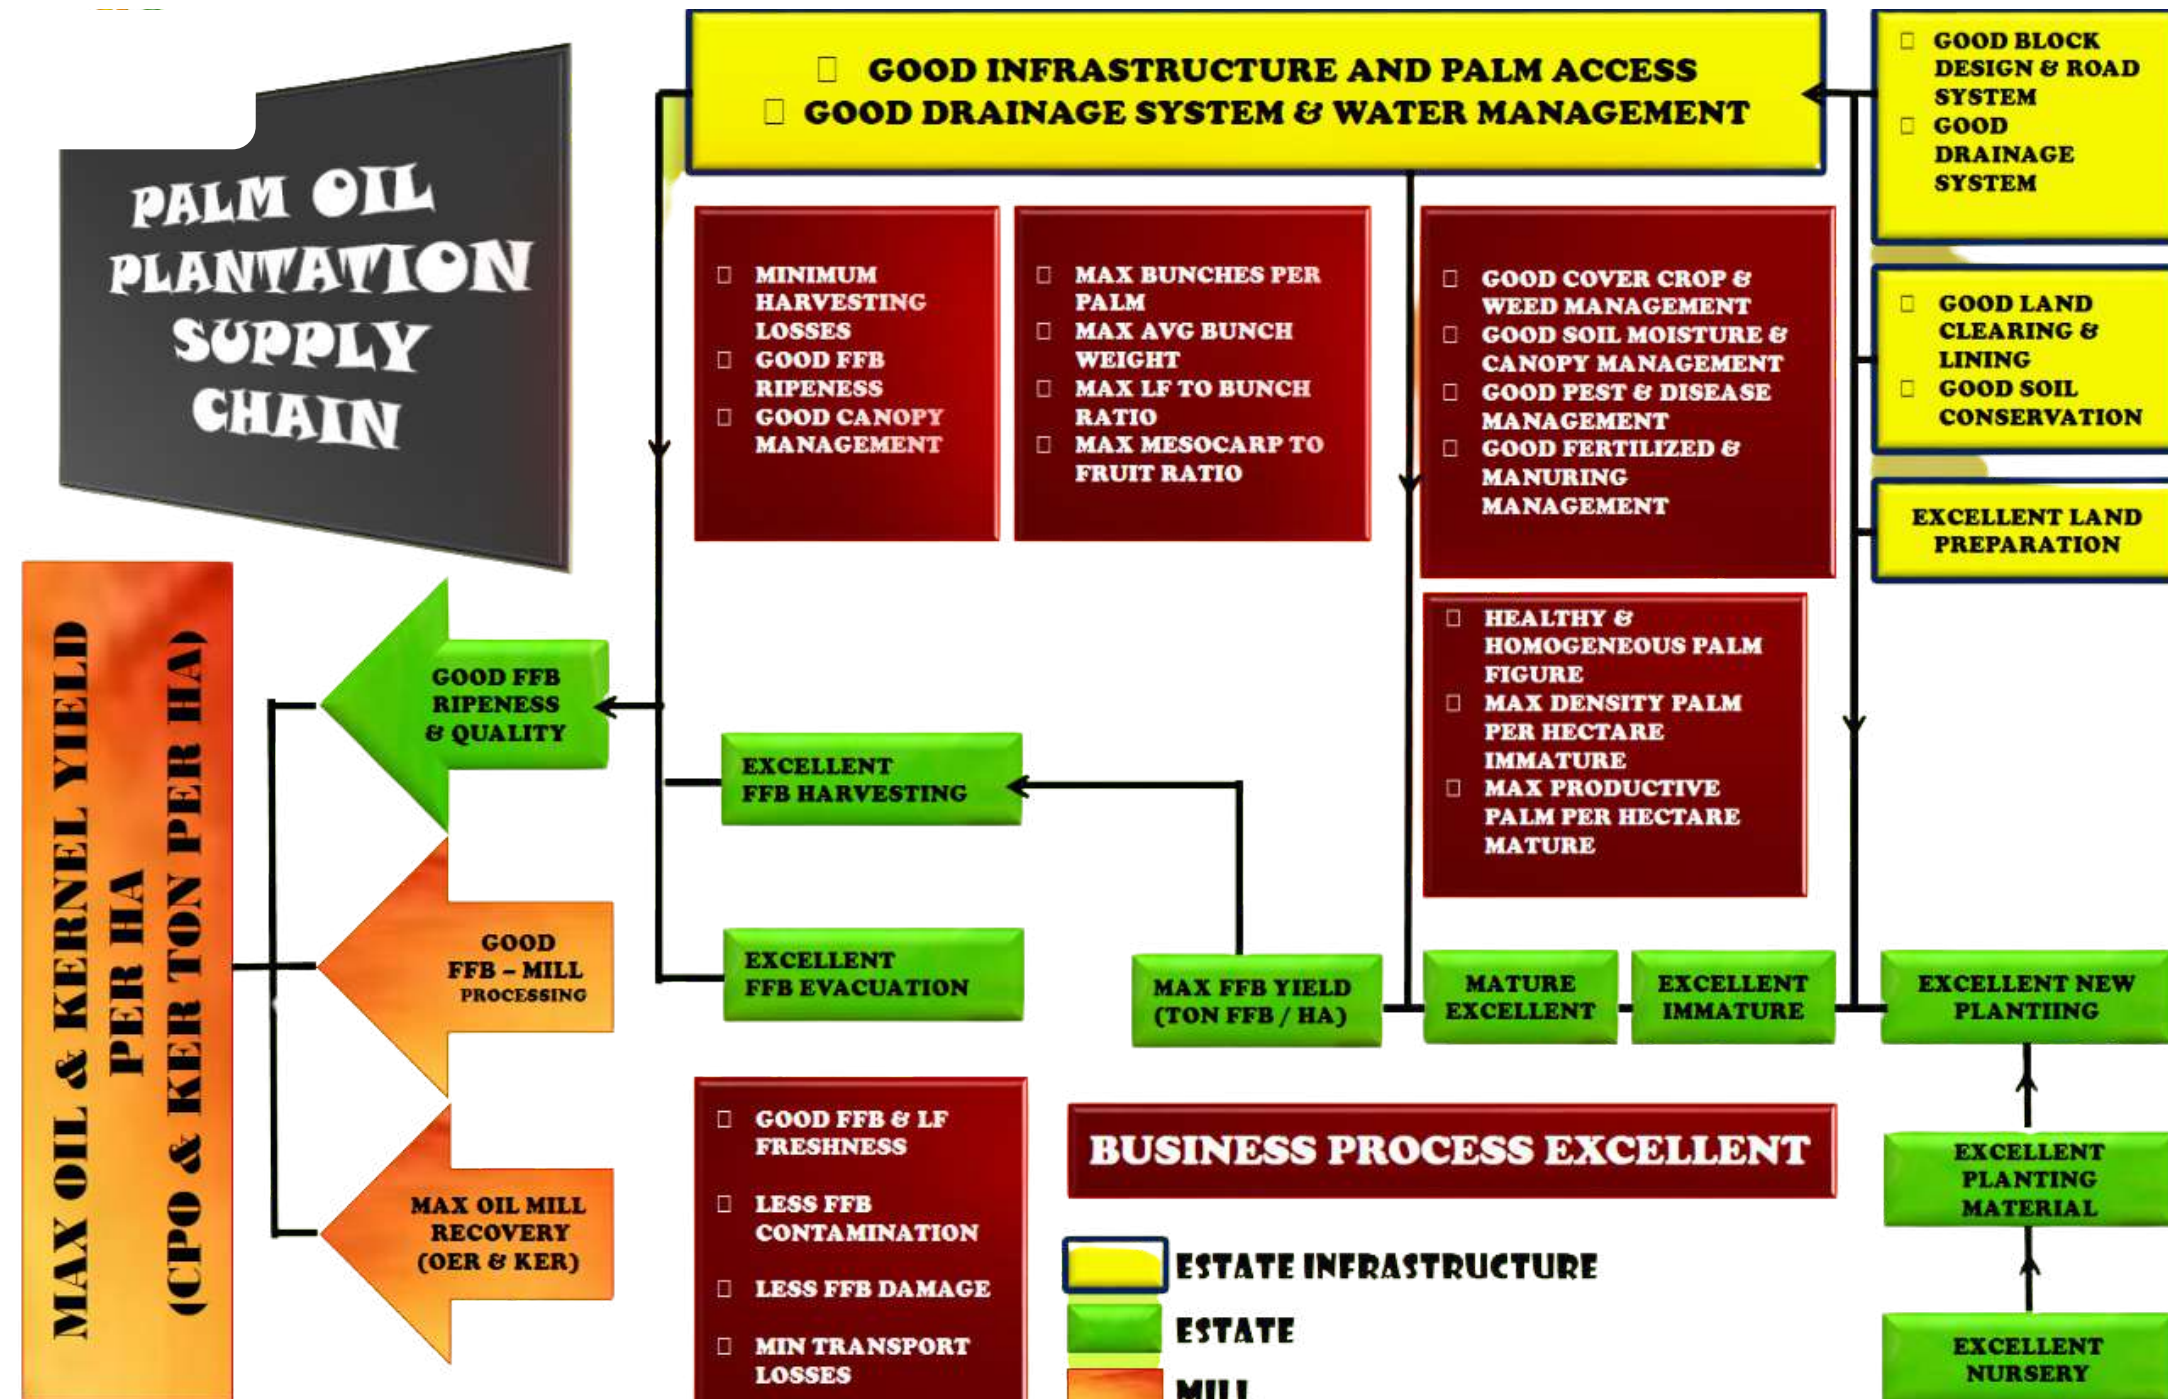 PALM OIL
PLANTATION
SUPPLY
CHAIN
GOOD INFRASTRUCTURE AND PALM ACCESS
GOOD DRAINAGE SYSTEM & WATER MANAGEMENT
GOOD BLOCK
DESIGN & ROAD
SYSTEM
GOOD
DRAINAGE
SYSTEM
MINIMUM
HARVESTING
LOSSES
GOOD FFB
RIPENESS
GOOD CANOPY
MANAGEMENT
MAX BUNCHES PER
PALM
MAX AVG BUNCH
WEIGHT
MAX LF TO BUNCH
RATIO
MAX MESOCARP TO
FRUIT RATIO
GOOD COVER CROP &
WEED MANAGEMENT
GOOD SOIL MOISTURE &
CANOPY MANAGEMENT
GOOD PEST & DISEASE
MANAGEMENT
GOOD FERTILIZED &
MANURING
MANAGEMENT
GOOD LAND
CLEARING &
LINING
GOOD SOIL
CONSERVATION
EXCELLENT LAND
PREPARATION
HEALTHY &
HOMOGENEOUS PALM
FIGURE
MAX DENSITY PALM
PER HECTARE
IMMATURE
MAX PRODUCTIVE
PALM PER HECTARE
MATURE
MAX OIL & KERNEL YIELD
PER HA
(CPO & KER TON PER HA)
GOOD FFB
RIPENESS
& QUALITY
GOOD
FFB – MILL
PROCESSING
MAX OIL MILL
RECOVERY
(OER & KER)
EXCELLENT
FFB HARVESTING
EXCELLENT
FFB EVACUATION
MAX FFB YIELD
(TON FFB / HA)
MATURE
EXCELLENT
EXCELLENT
IMMATURE
EXCELLENT NEW
PLANTIING
GOOD FFB & LF
FRESHNESS
LESS FFB
CONTAMINATION
LESS FFB DAMAGE
MIN TRANSPORT
LOSSES
BUSINESS PROCESS EXCELLENT
EXCELLENT
PLANTING
MATERIAL
EXCELLENT
NURSERY
ESTATE INFRASTRUCTURE
ESTATE
MILL